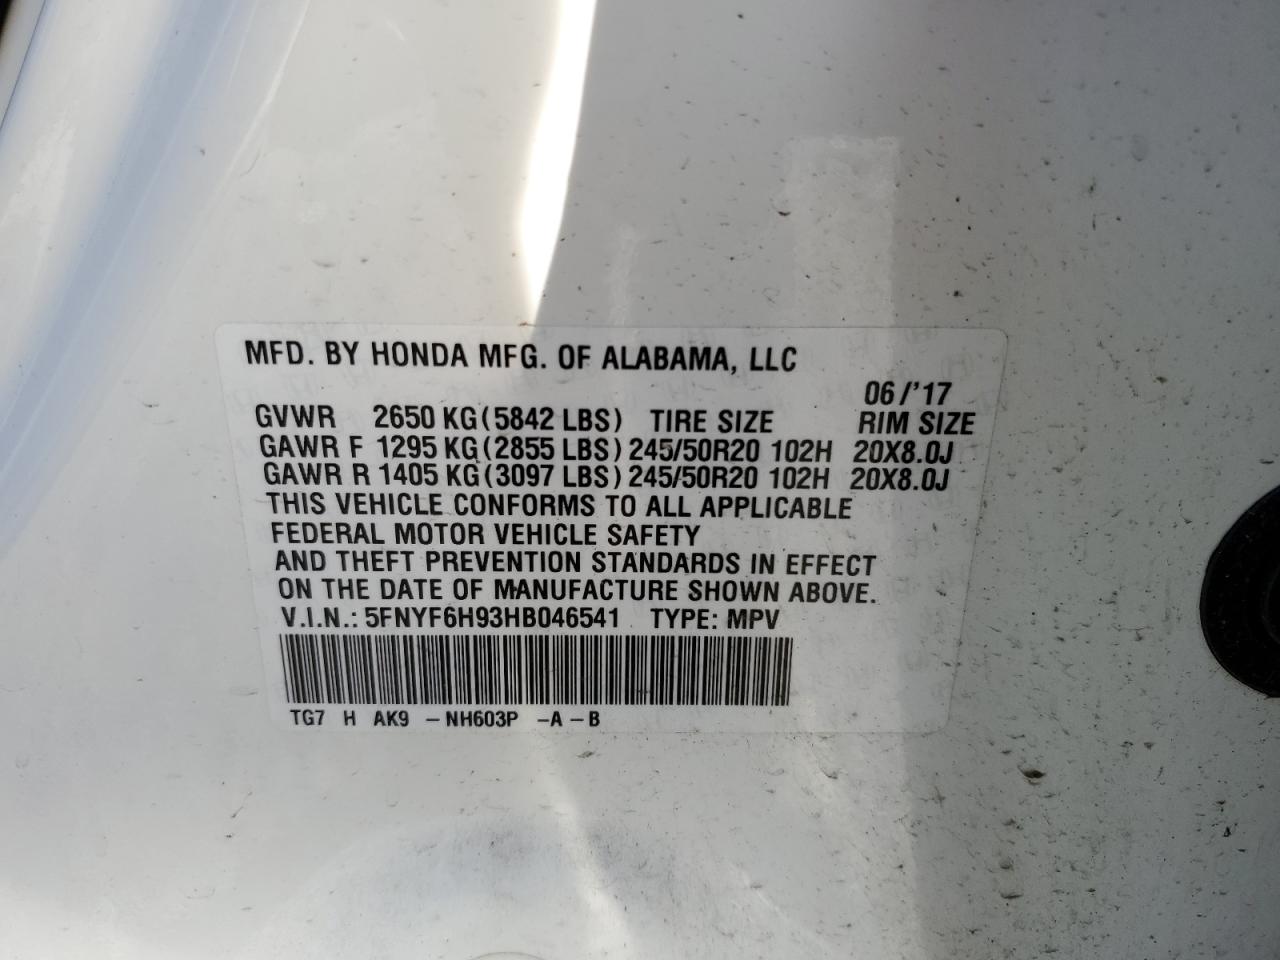 MFD. BY HONDA MFG. OF ALABAMA, LLC
06/'17
GVWR 2650 KG(5842 LBS) TIRE SIZE RIM SIZE
GAWR F 1295 KG(2855 LBS)245/50R20 102H 20X8.0J
GAWR R 1405 KG(3097 LBS)245/50R20 102H 20X8.0J
THIS VEHICLE CONFORMS TO ALL APPLICABLE
FEDERAL MOTOR VEHICLE SAFETY
AND THEFT PREVENTION STANDARDS IN EFFECT
ON THE DATE OF MANUFACTURE SHOWN ABOVE.
V.I.N.: 5FNYF6H93HB046541 TYPE: MPV
TG7 H AK9 -NH603P -A-B